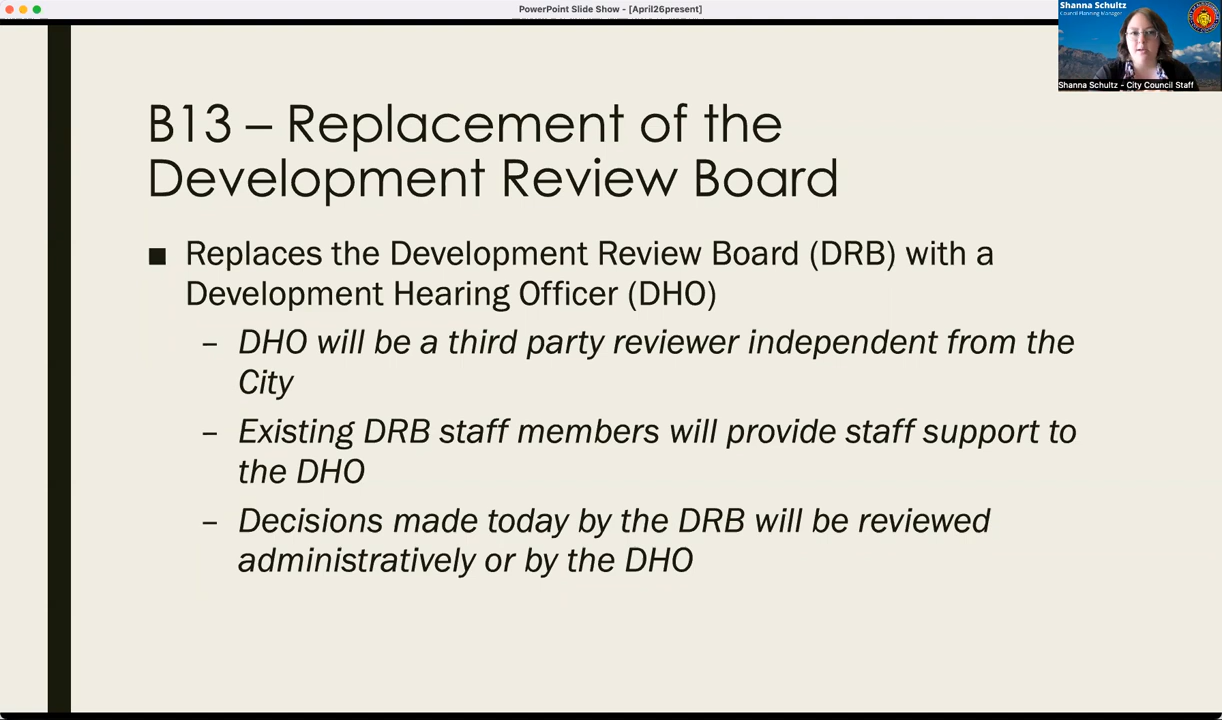 PowerPoint Slide Show - [April26present]
Shanna Schultz
Council Planning Manager
Shanna Schultz - City Council Staff
B13 – Replacement of the
Development Review Board
■ Replaces the Development Review Board (DRB) with a
Development Hearing Officer (DHO)
– DHO will be a third party reviewer independent from the
City
– Existing DRB staff members will provide staff support to
the DHO
– Decisions made today by the DRB will be reviewed
administratively or by the DHO